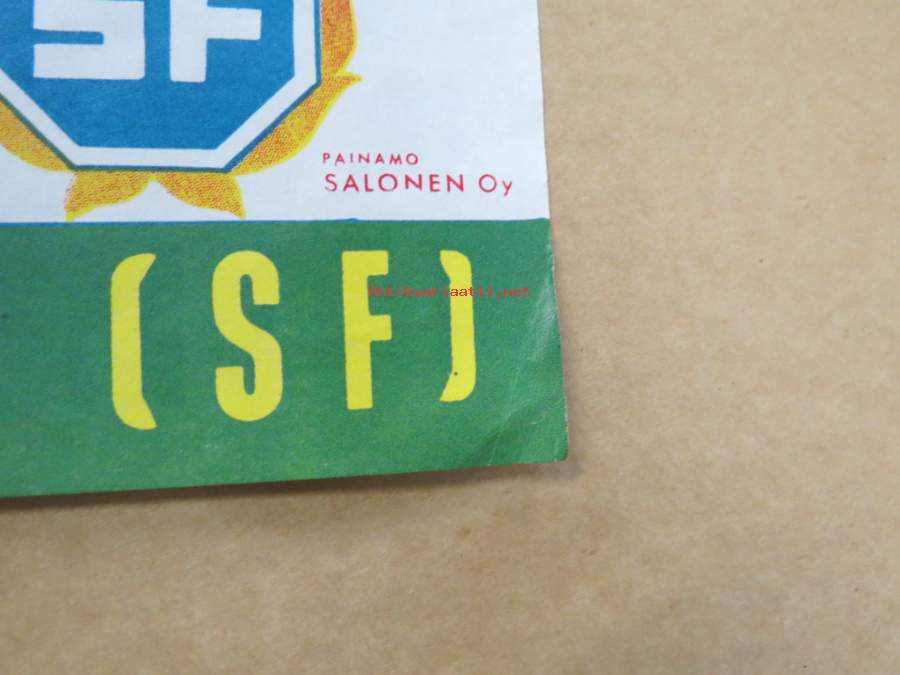 SF
PAINAMO
SALONEN Oy
(SF)
antikvariaatti.net